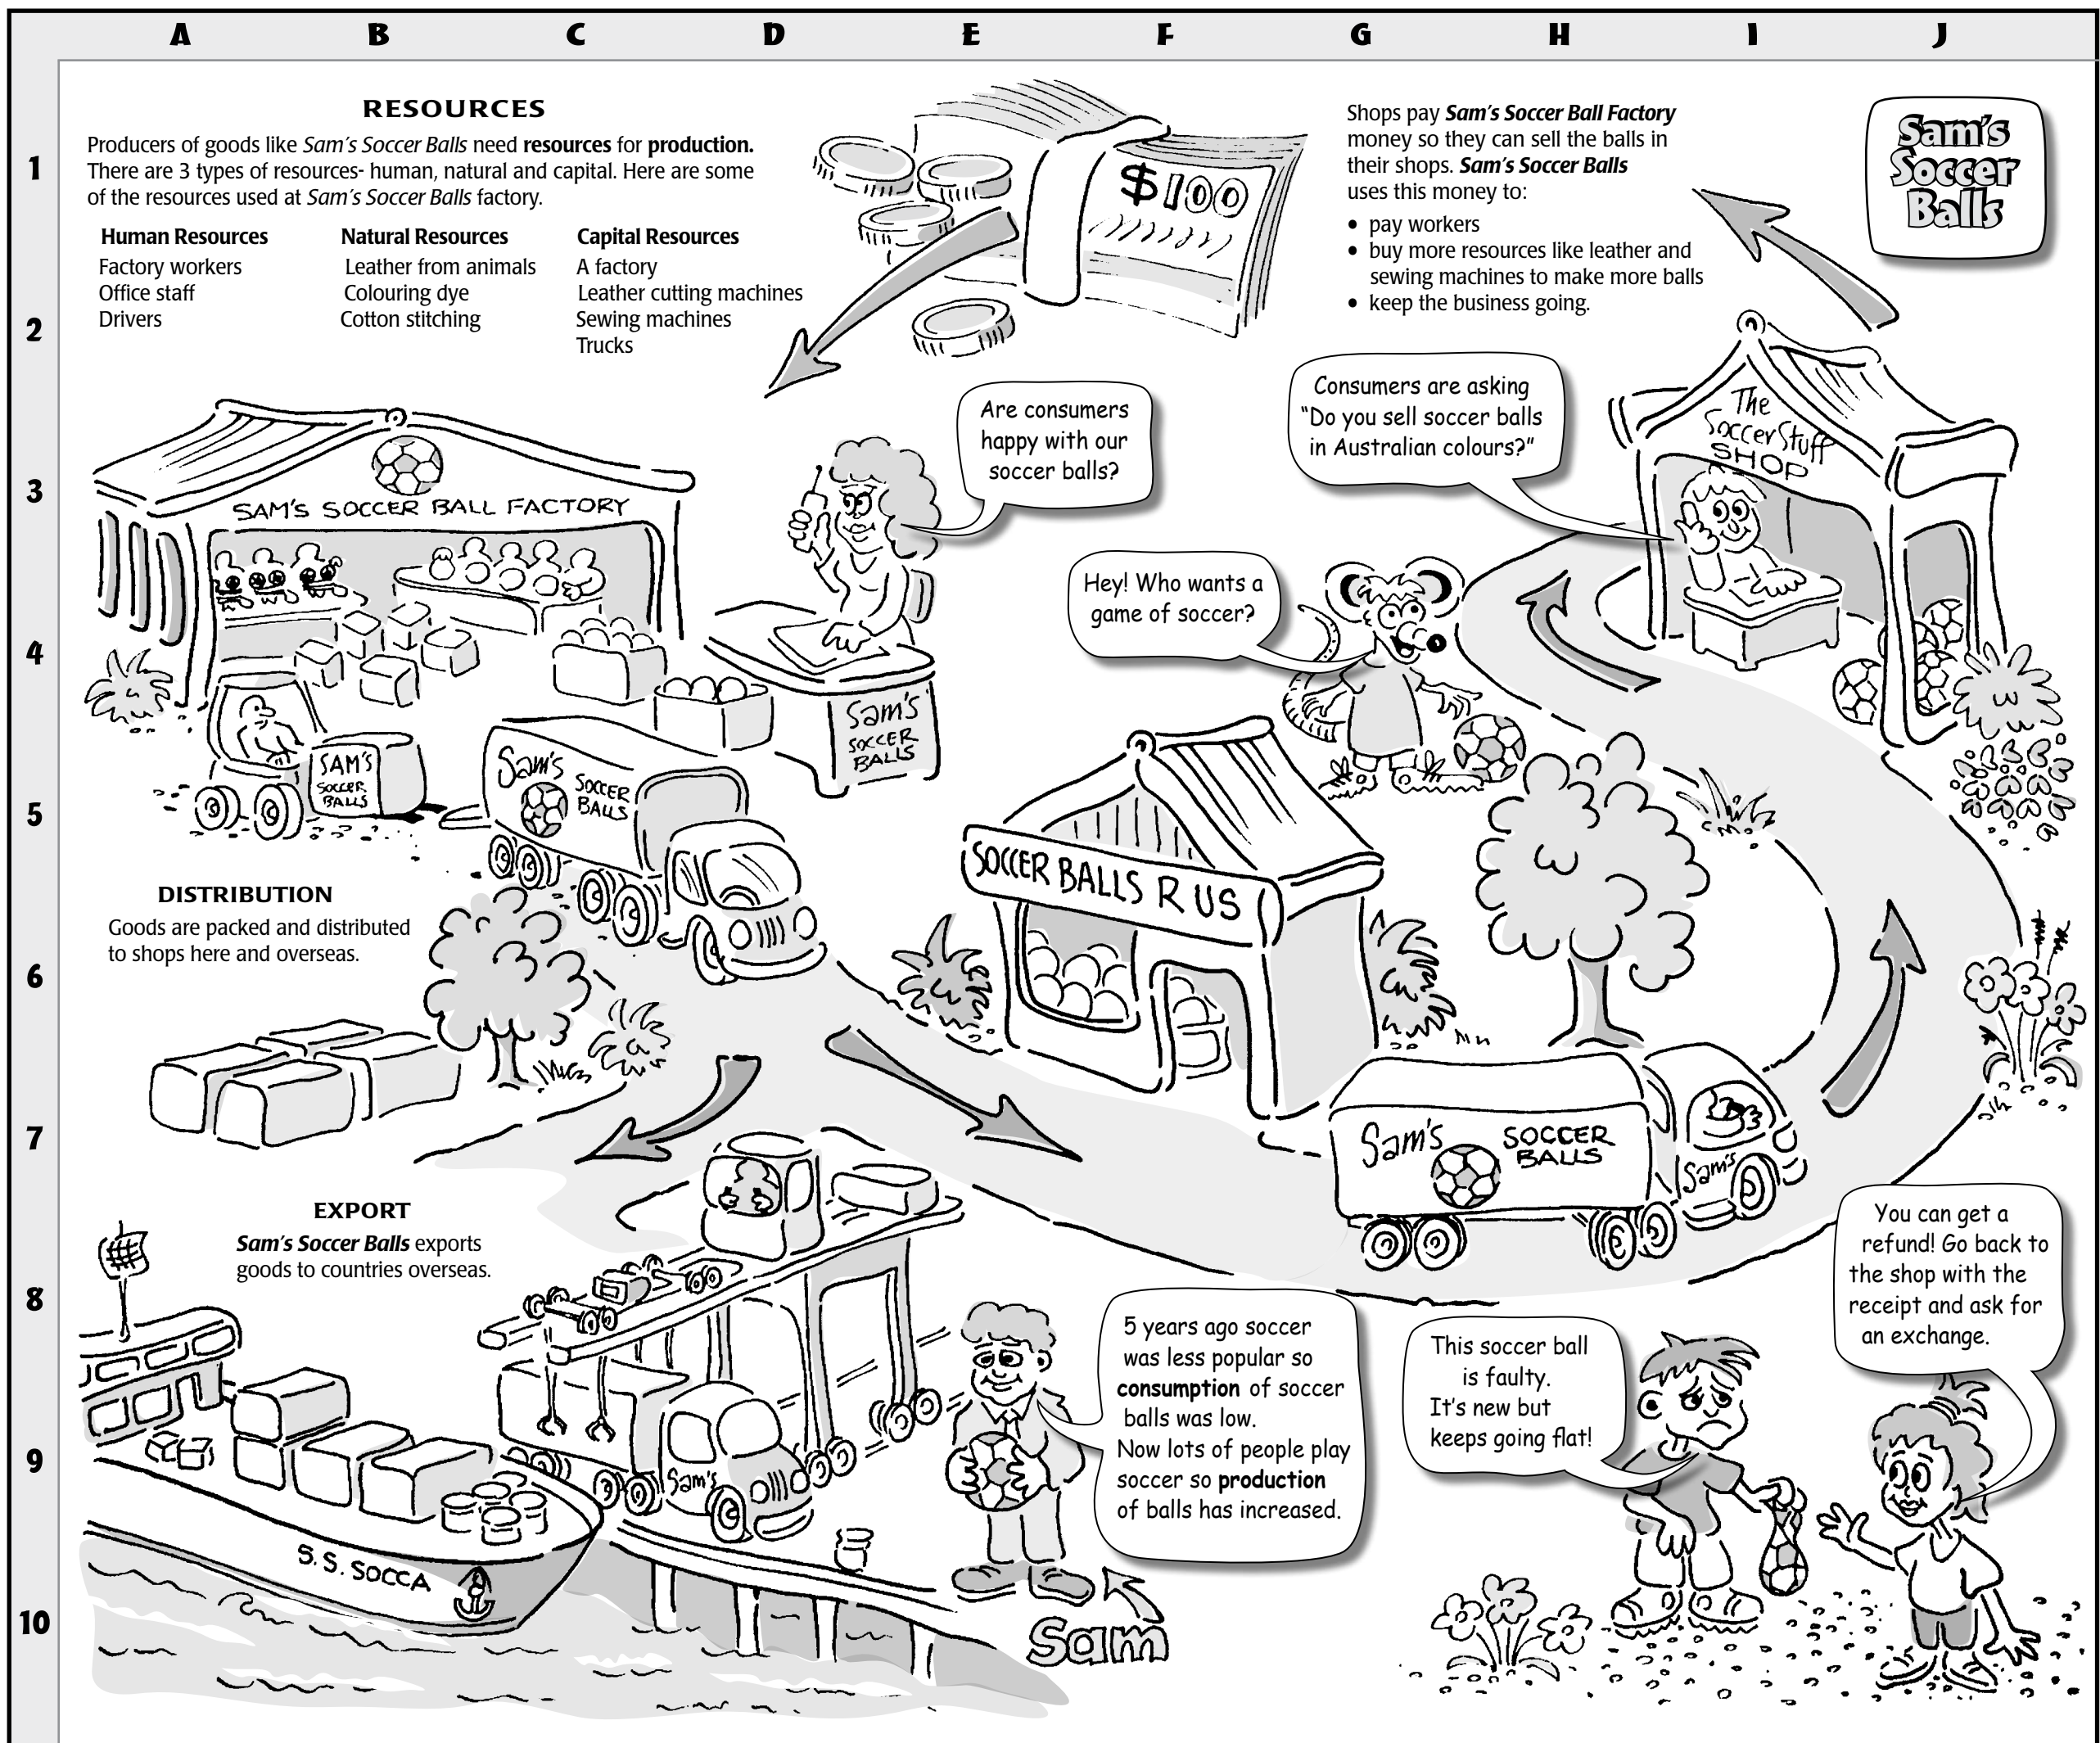 A B C D E F G H I J
1
2
3
4
5
6
7
8
9
10
RESOURCES
Producers of goods like Sam's Soccer Balls need resources for production.
There are 3 types of resources- human, natural and capital. Here are some
of the resources used at Sam's Soccer Balls factory.
Human Resources
Factory workers
Office staff
Drivers
Natural Resources
Leather from animals
Colouring dye
Cotton stitching
Capital Resources
A factory
Leather cutting machines
Sewing machines
Trucks
$100
Shops pay Sam's Soccer Ball Factory
money so they can sell the balls in
their shops. Sam's Soccer Balls
uses this money to:
• pay workers
• buy more resources like leather and
sewing machines to make more balls
• keep the business going.
Sam's
Soccer
Balls
Are consumers
happy with our
soccer balls?
Consumers are asking
"Do you sell soccer balls
in Australian colours?"
The
Soccer Stuff
SHOP
SAM'S SOCCER BALL FACTORY
Hey! Who wants a
game of soccer?
Sam's
SOCCER
BALLS
SAM'S
SOCCER
BALLS
Sam's
SOCCER
BALLS
SOCCER BALLS R US
DISTRIBUTION
Goods are packed and distributed
to shops here and overseas.
Sam's SOCCER
BALLS
Sam's
EXPORT
Sam's Soccer Balls exports
goods to countries overseas.
You can get a
refund! Go back to
the shop with the
receipt and ask for
an exchange.
5 years ago soccer
was less popular so
consumption of soccer
balls was low.
Now lots of people play
soccer so production
of balls has increased.
This soccer ball
is faulty.
It's new but
keeps going flat!
Sam's
S.S. SOCCA
Sam